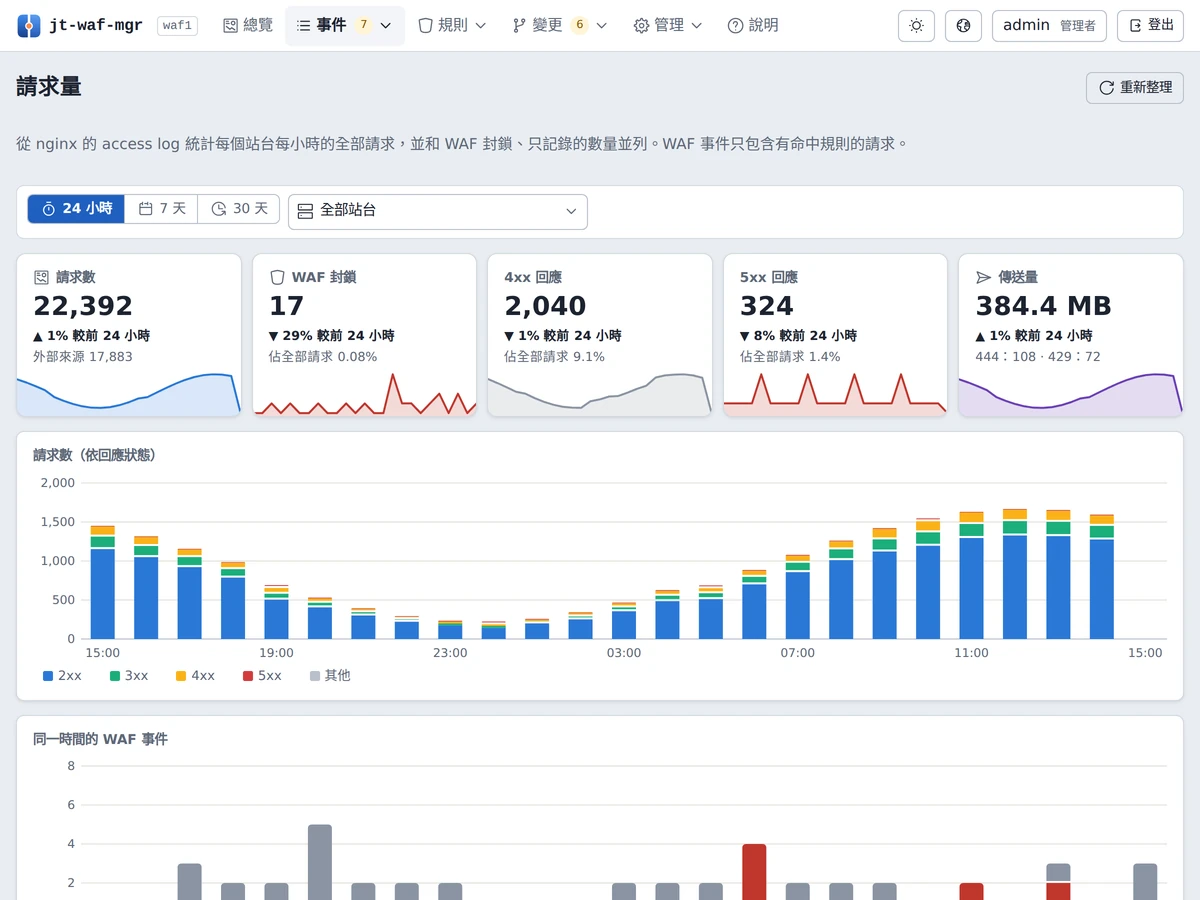 jt-waf-mgr waf1 總覽 事件 7 規則 變更 6 管理 說明 admin 管理者 登出
請求量
重新整理
從 nginx 的 access log 統計每個站台每小時的全部請求，並和 WAF 封鎖、只記錄的數量並列。WAF 事件只包含有命中規則的請求。
24 小時 7 天 30 天 全部站台
請求數
22,392
▲ 1% 較前 24 小時
外部來源 17,883
WAF 封鎖
17
▼ 29% 較前 24 小時
佔全部請求 0.08%
4xx 回應
2,040
▼ 1% 較前 24 小時
佔全部請求 9.1%
5xx 回應
324
▼ 8% 較前 24 小時
佔全部請求 1.4%
傳送量
384.4 MB
▲ 1% 較前 24 小時
444：108 · 429：72
請求數（依回應狀態）
2,000
1,500
1,000
500
0
15:00 19:00 23:00 03:00 07:00 11:00 15:00
2xx 3xx 4xx 5xx 其他
同一時間的 WAF 事件
8
6
4
2